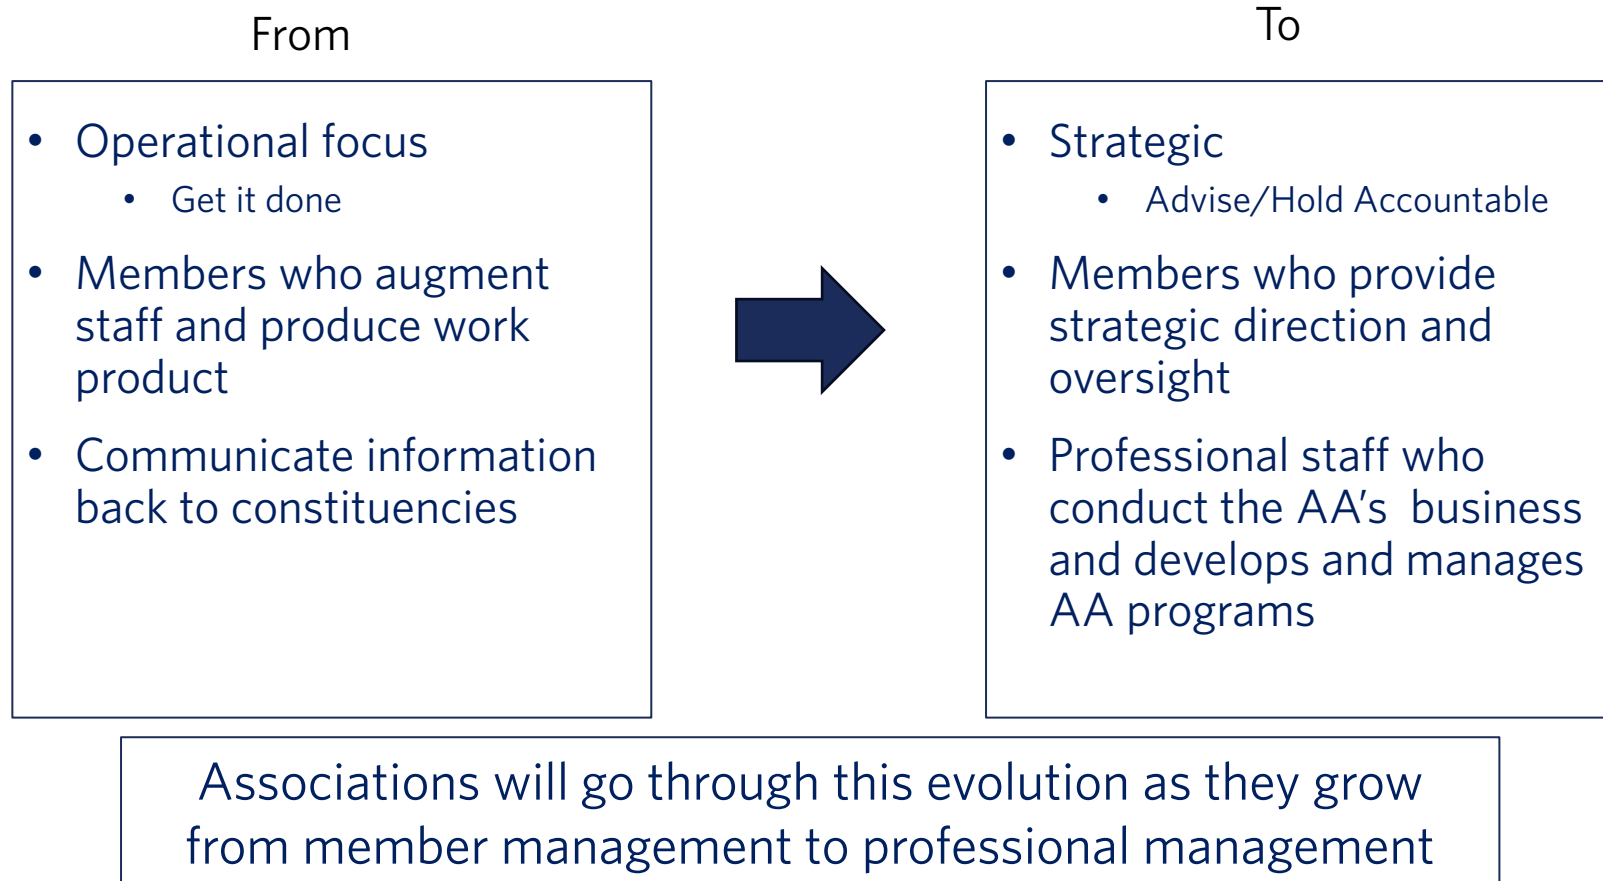 From
• Operational focus
• Get it done
• Members who augment
staff and produce work
product
• Communicate information
back to constituencies
To
• Strategic
• Advise/Hold Accountable
• Members who provide
strategic direction and
oversight
• Professional staff who
conduct the AA's  business
and develops and manages
AA programs
Associations will go through this evolution as they grow
from member management to professional management